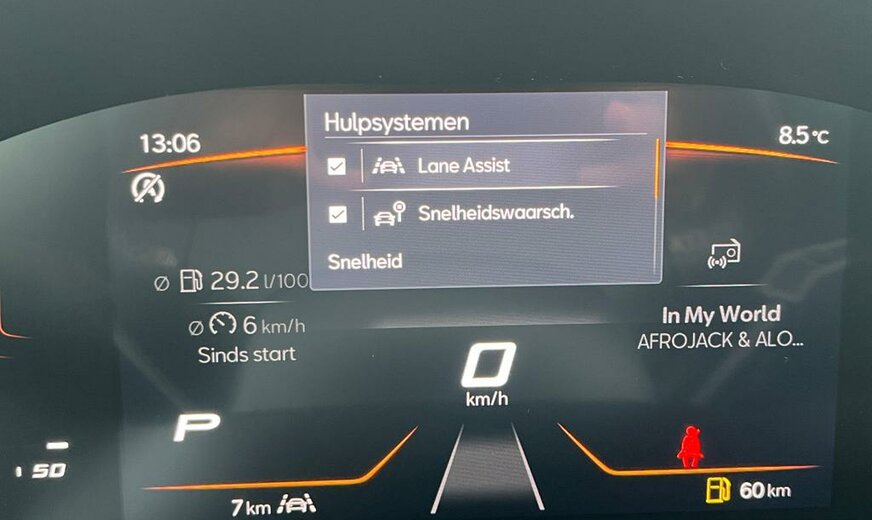 Hulpsystemen
13:06
8.5°C
Lane Assist
Snelheidswaarsch.
Snelheid
Ø 29.2 l/100
Ø 6 km/h
Sinds start
In My World
AFROJACK & ALO...
0
km/h
P
50
7 km
60 km